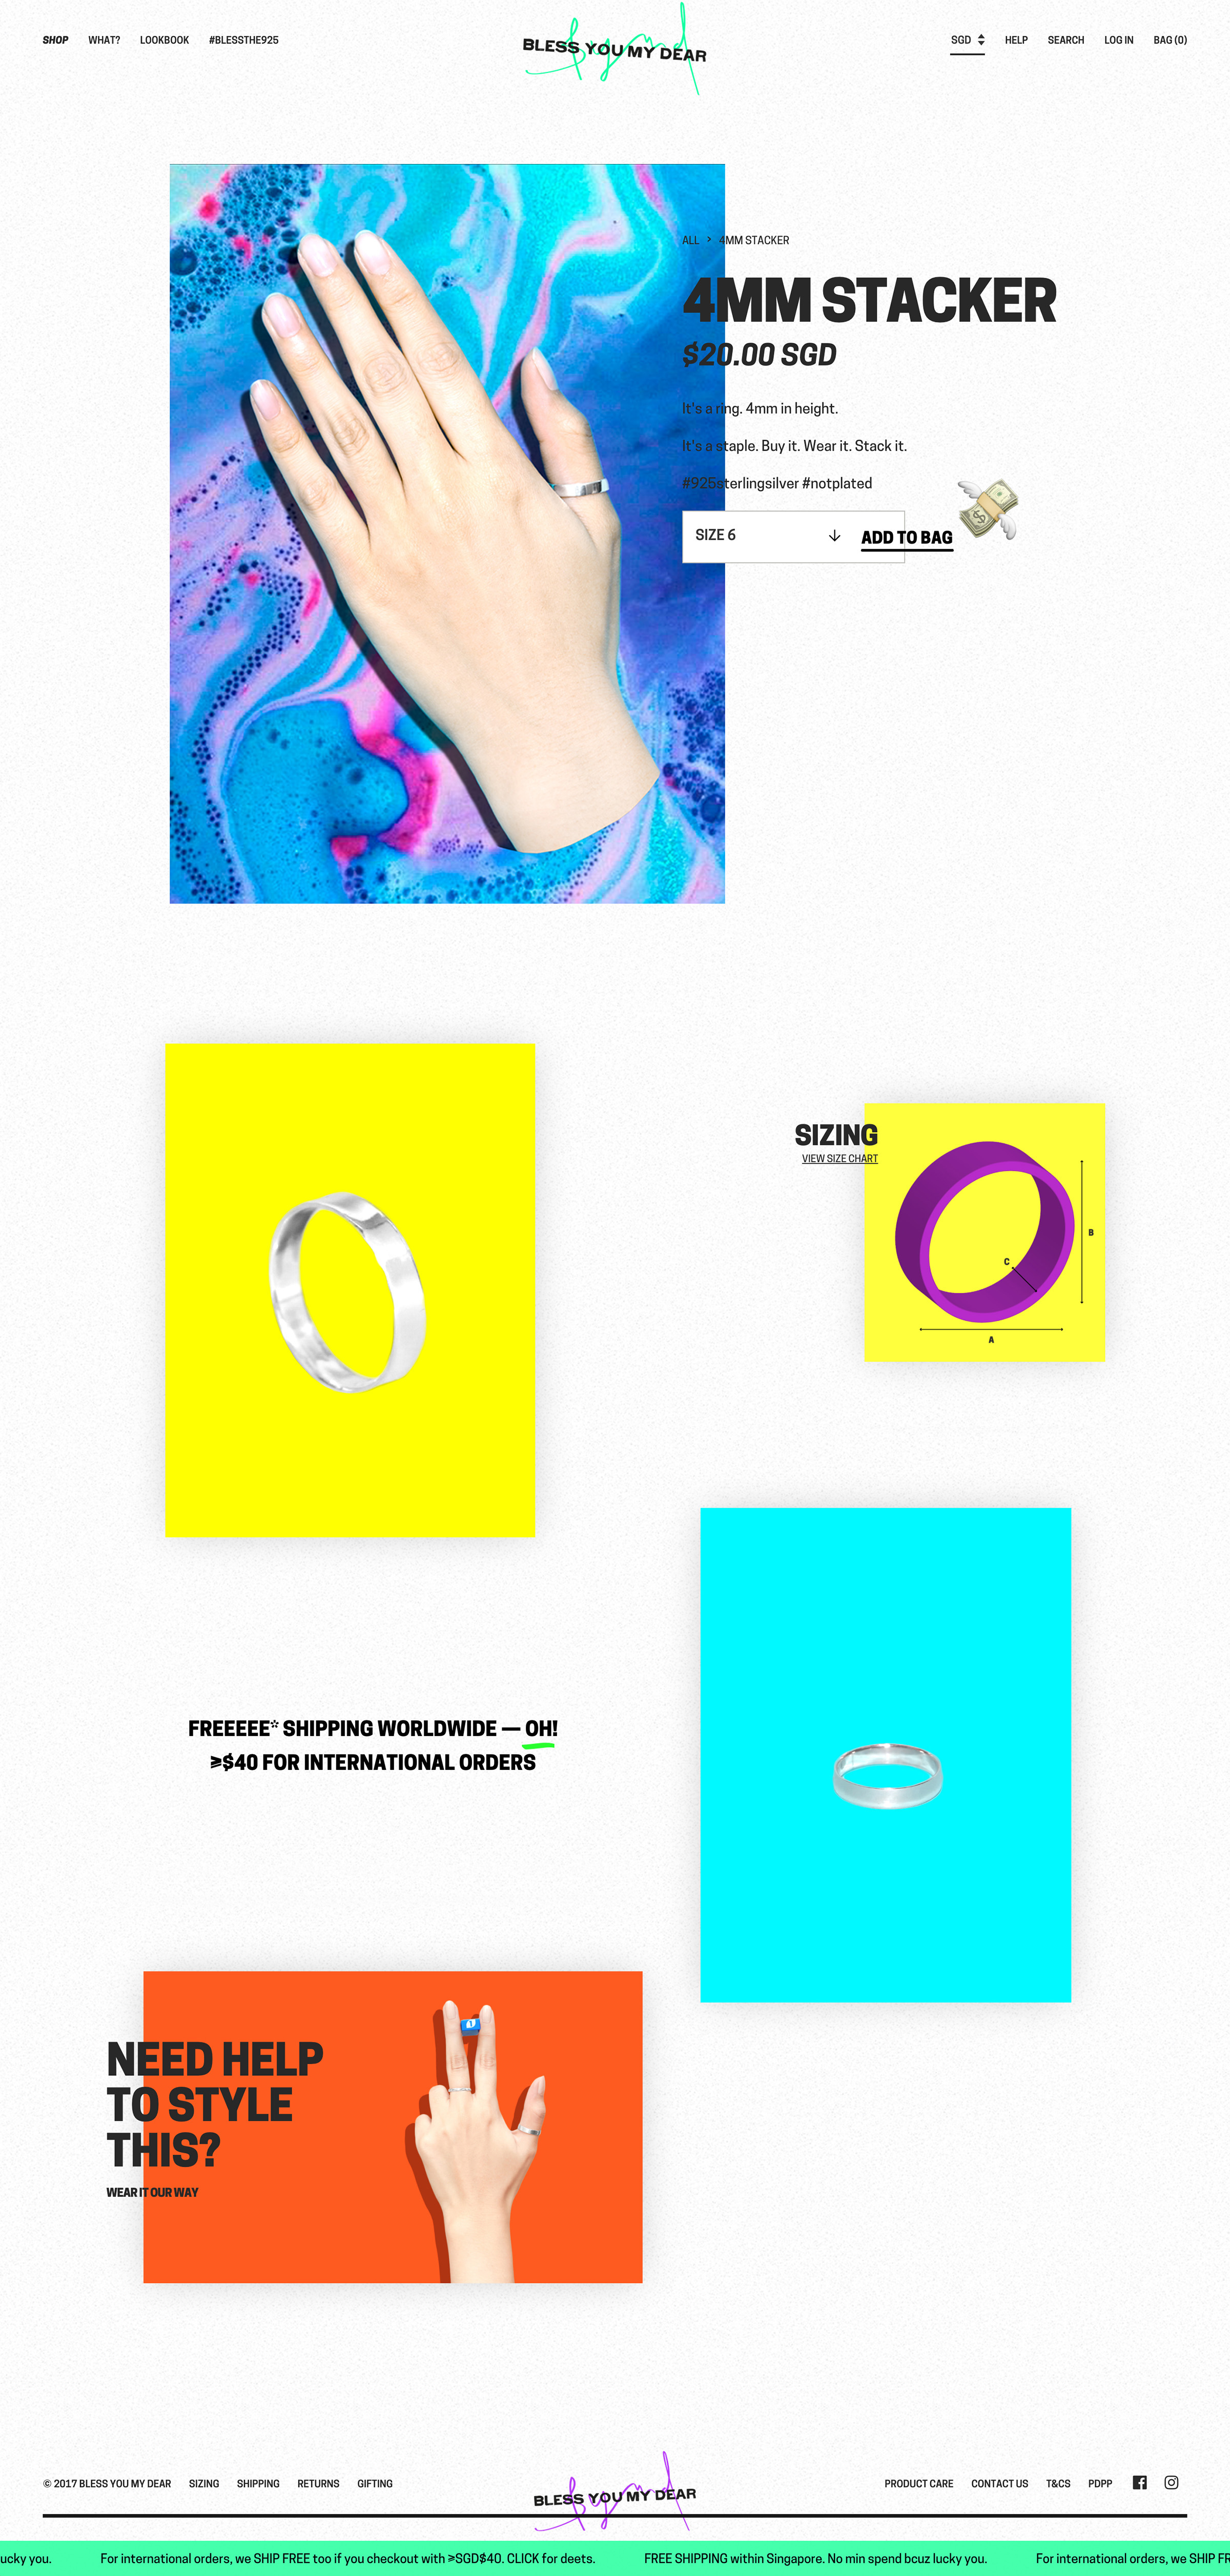 SHOP WHAT? LOOKBOOK #BLESSTHE925
BLESS YOU MY DEAR
bymd
SGD HELP SEARCH LOG IN BAG (0)
ALL > 4MM STACKER
4MM STACKER
$20.00 SGD
It's a ring. 4mm in height.
It's a staple. Buy it. Wear it. Stack it.
#925sterlingsilver #notplated
SIZE 6
ADD TO BAG
SIZING
VIEW SIZE CHART
B
C
A
FREEEEE* SHIPPING WORLDWIDE — OH!
≥$40 FOR INTERNATIONAL ORDERS
NEED HELP
TO STYLE
THIS?
WEAR IT OUR WAY
© 2017 BLESS YOU MY DEAR SIZING SHIPPING RETURNS GIFTING
BLESS YOU MY DEAR
bymd
PRODUCT CARE CONTACT US T&CS PDPP
ucky you. For international orders, we SHIP FREE too if you checkout with ≥SGD$40. CLICK for deets. FREE SHIPPING within Singapore. No min spend bcuz lucky you. For international orders, we SHIP FR